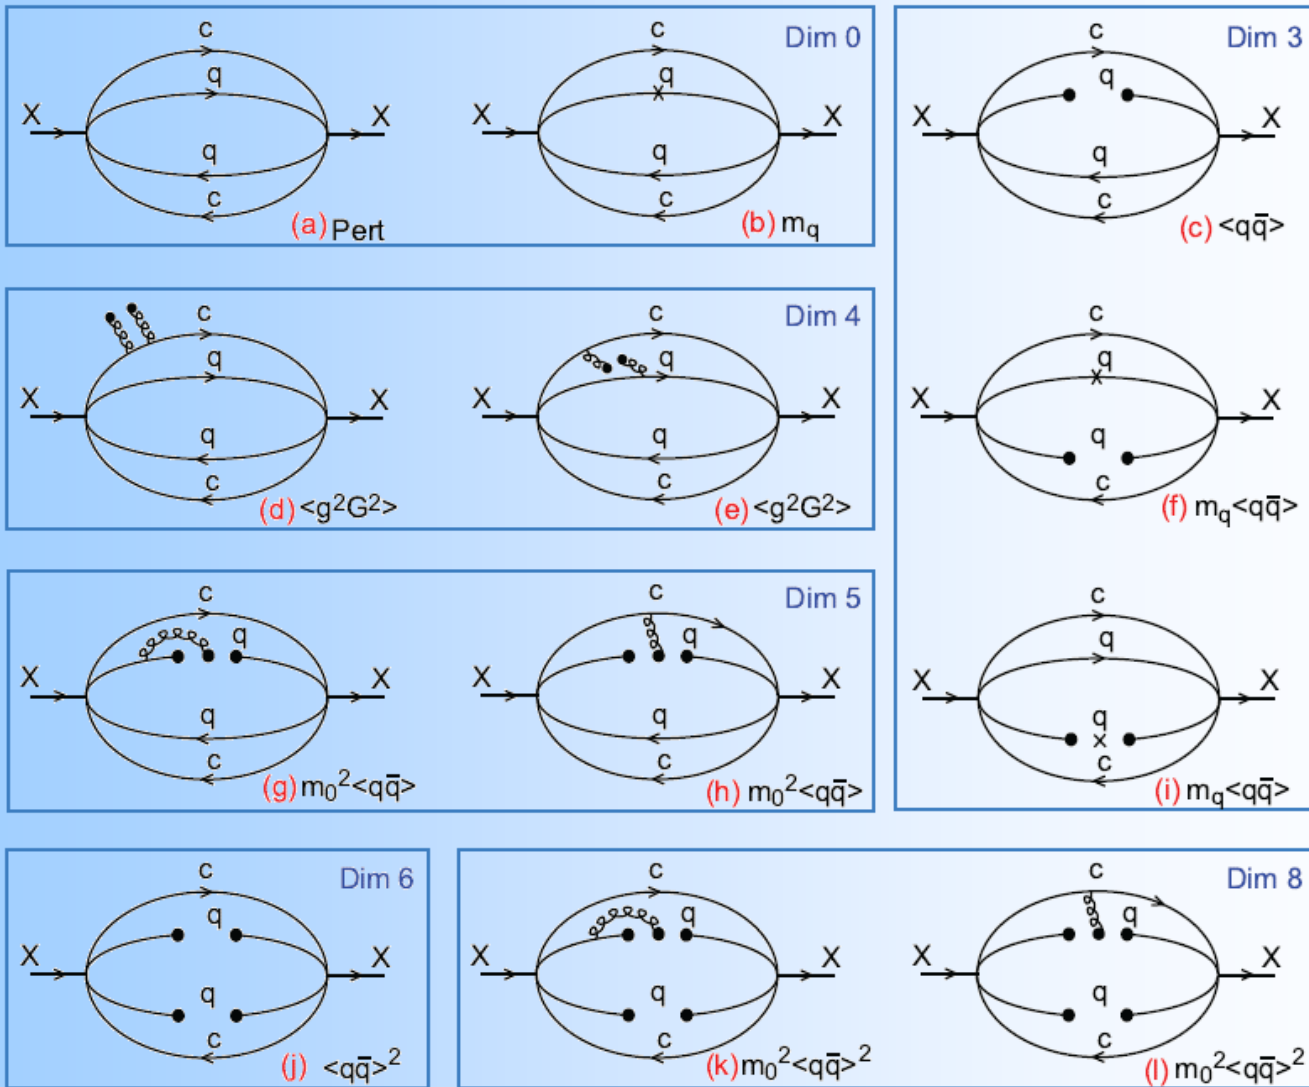 c c Dim 0 c Dim 3
q q q
X X X X X X
q q q
c c c
(a) Pert (b) m_q (c) <qq̄>
c c Dim 4 c
q q q
X X X X X X
q q q
c c c
(d) <g²G²> (e) <g²G²> (f) m_q<qq̄>
c c Dim 5 c
q q q
X X X X X X
q q q
c c c
(g) m₀²<qq̄> (h) m₀²<qq̄> (i) m_q<qq̄>
c Dim 6 c c Dim 8
q q q
X X X X X X
q q q
c c c
(j) <qq̄>² (k) m₀²<qq̄>² (l) m₀²<qq̄>²